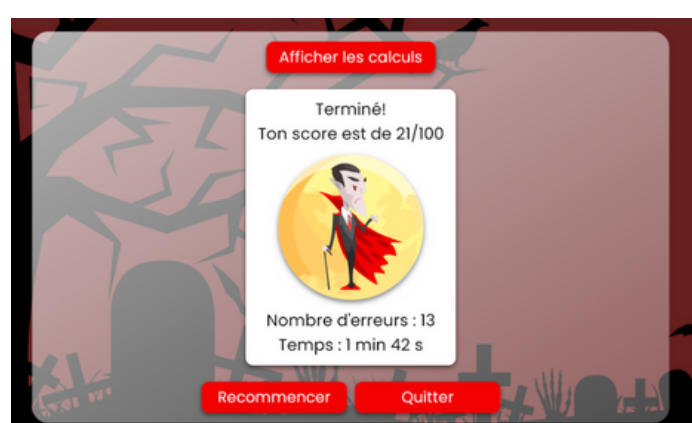 Afficher les calculs
Terminé!
Ton score est de 21/100
Nombre d'erreurs : 13
Temps : 1 min 42 s
Recommencer
Quitter